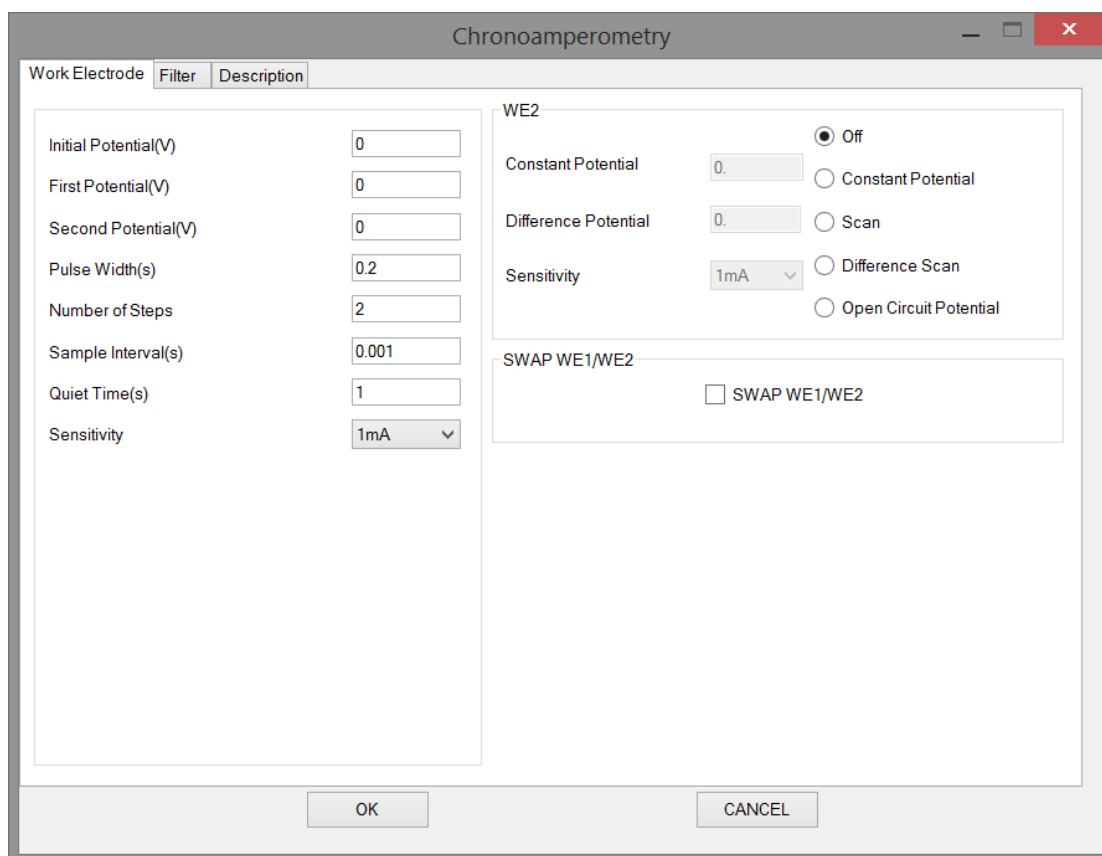 Chronoamperometry
Work Electrode Filter Description
Initial Potential(V) 0
First Potential(V) 0
Second Potential(V) 0
Pulse Width(s) 0.2
Number of Steps 2
Sample Interval(s) 0.001
Quiet Time(s) 1
Sensitivity 1mA
WE2
Off
Constant Potential 0. Constant Potential
Difference Potential 0. Scan
Sensitivity 1mA Difference Scan
Open Circuit Potential
SWAP WE1/WE2
SWAP WE1/WE2
OK CANCEL